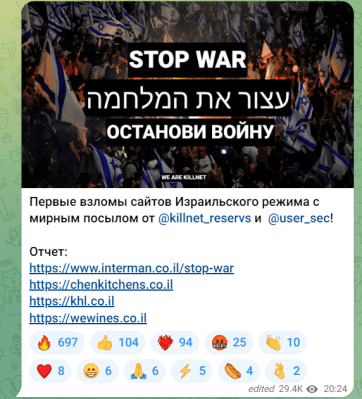 STOP WAR
עצור את המלחמה
ОСТАНОВИ ВОЙНУ
WE ARE KILLNET
Первые взломы сайтов Израильского режима с
мирным посылом от @killnet_reservs и @user_sec!
Отчет:
https://www.interman.co.il/stop-war
https://chenkitchens.co.il
https://khl.co.il
https://wewines.co.il
697 104 94 25 10
8 6 6 5 4 2
edited 29.4K 20:24